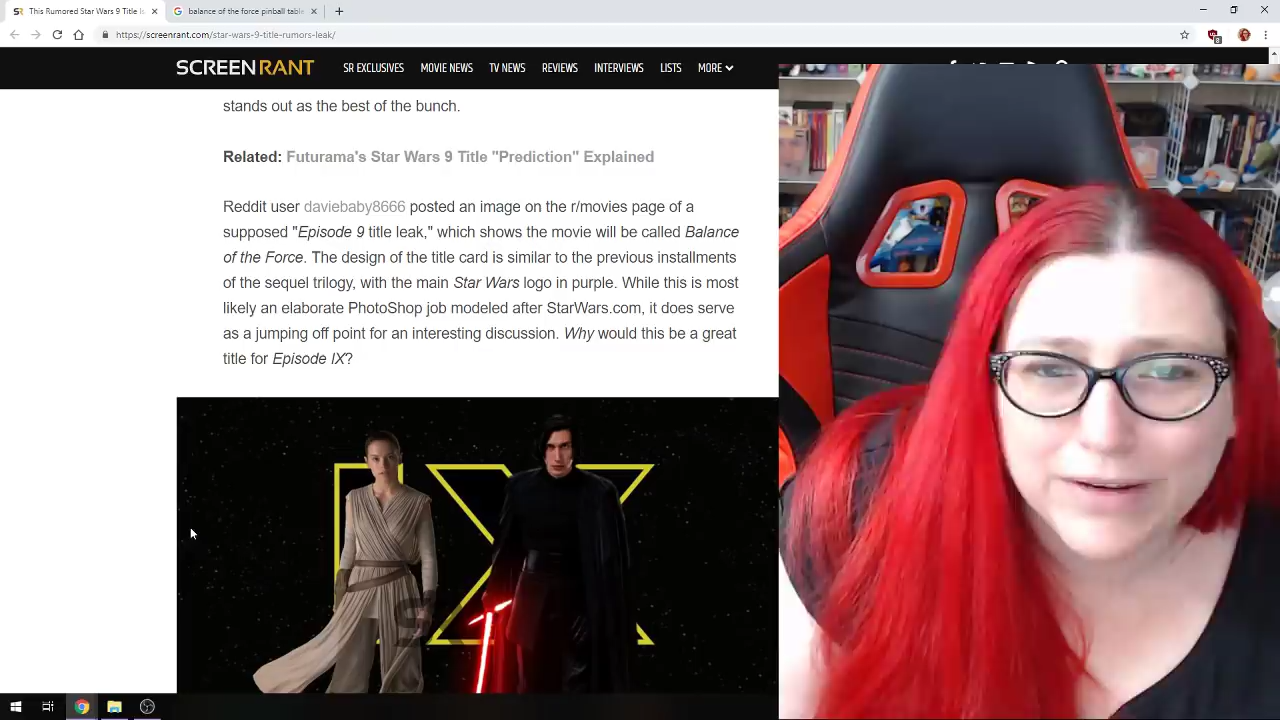 This Rumored Star Wars 9 Title Is
balance of the force pinball table
https://screenrant.com/star-wars-9-title-rumors-leak/
SCREENRANT
SR EXCLUSIVES MOVIE NEWS TV NEWS REVIEWS INTERVIEWS LISTS MORE
stands out as the best of the bunch.
Related: Futurama's Star Wars 9 Title "Prediction" Explained
Reddit user daviebaby8666 posted an image on the r/movies page of a
supposed "Episode 9 title leak," which shows the movie will be called Balance
of the Force. The design of the title card is similar to the previous installments
of the sequel trilogy, with the main Star Wars logo in purple. While this is most
likely an elaborate PhotoShop job modeled after StarWars.com, it does serve
as a jumping off point for an interesting discussion. Why would this be a great
title for Episode IX?
IX